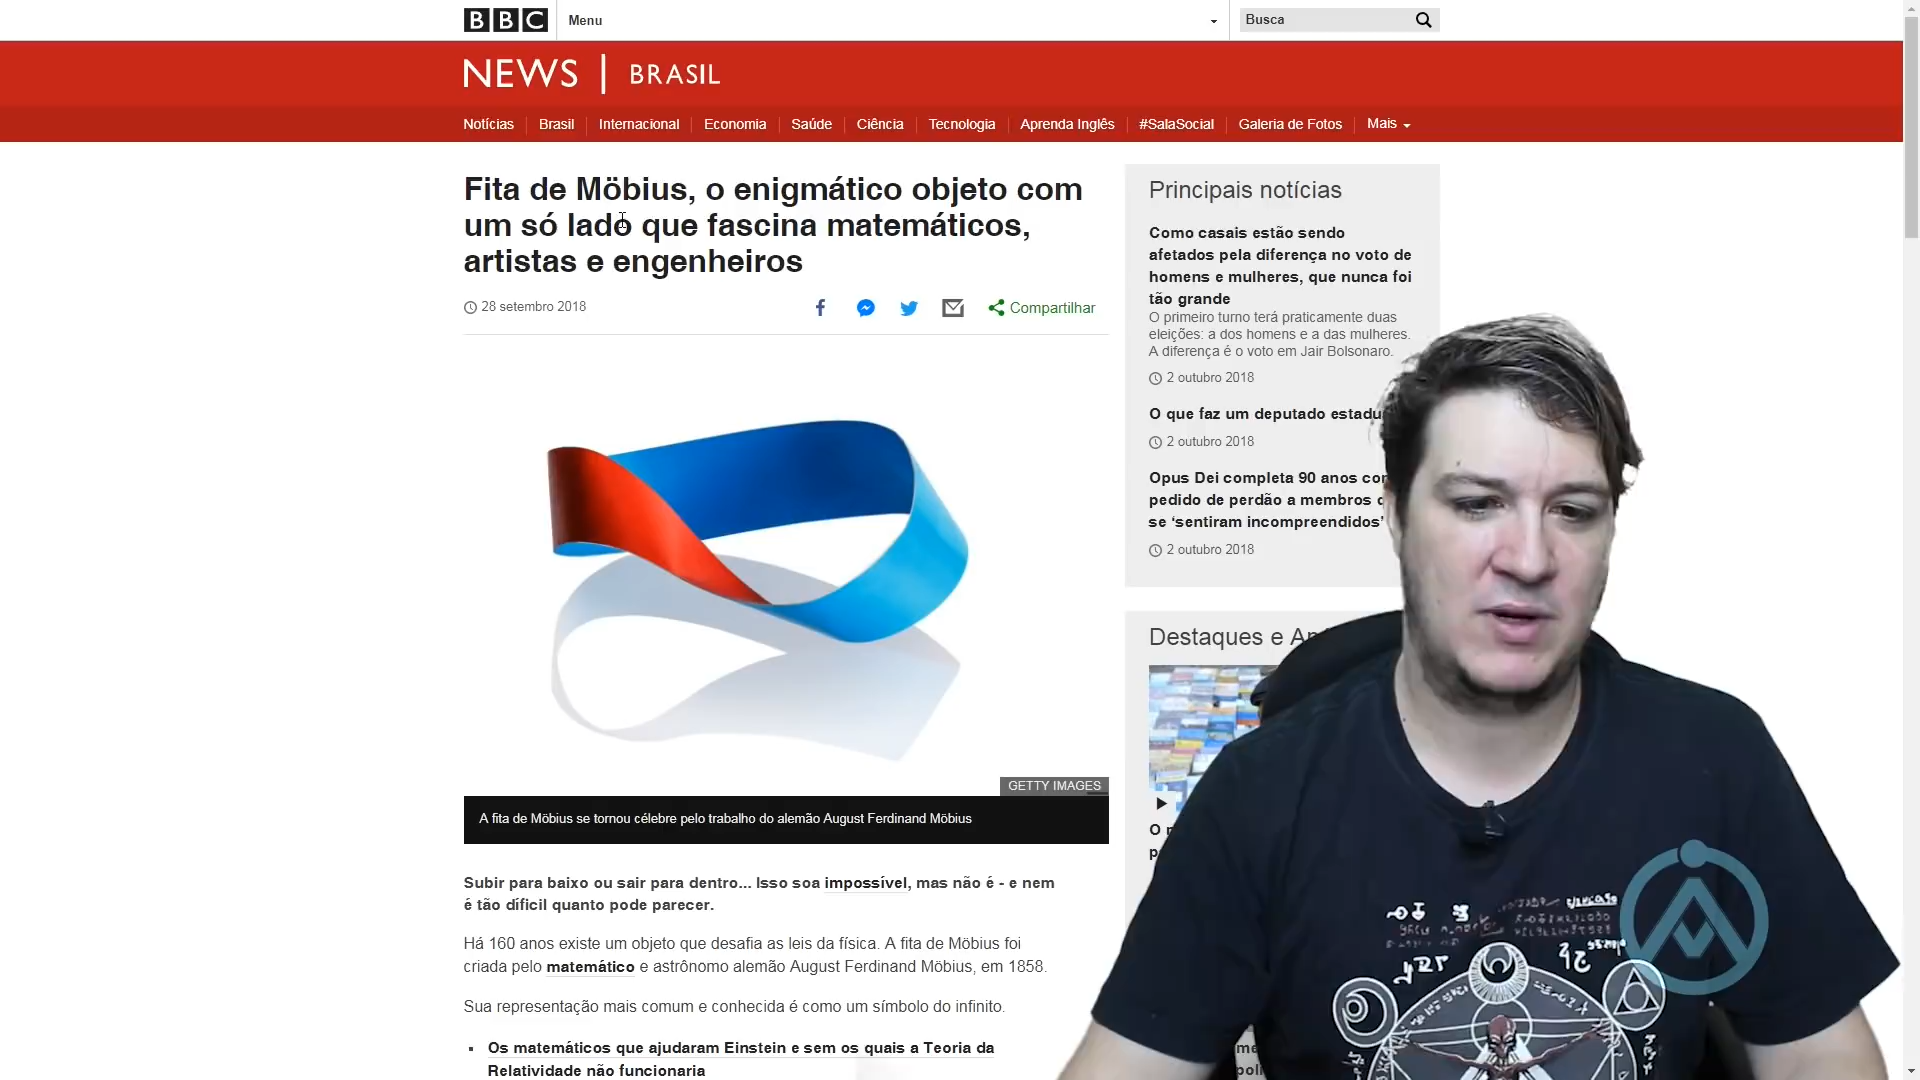 BBC
Menu
Busca
NEWS | BRASIL
Notícias
Brasil
Internacional
Economia
Saúde
Ciência
Tecnologia
Aprenda Inglês
#SalaSocial
Galeria de Fotos
Mais
Fita de Möbius, o enigmático objeto com
um só lado que fascina matemáticos,
artistas e engenheiros
28 setembro 2018
Compartilhar
GETTY IMAGES
A fita de Möbius se tornou célebre pelo trabalho do alemão August Ferdinand Möbius
Subir para baixo ou sair para dentro... Isso soa impossível, mas não é - e nem
é tão díficil quanto pode parecer.
Há 160 anos existe um objeto que desafia as leis da física. A fita de Möbius foi
criada pelo matemático e astrônomo alemão August Ferdinand Möbius, em 1858.
Sua representação mais comum e conhecida é como um símbolo do infinito.
Os matemáticos que ajudaram Einstein e sem os quais a Teoria da
Relatividade não funcionaria
Principais notícias
Como casais estão sendo
afetados pela diferença no voto de
homens e mulheres, que nunca foi
tão grande
O primeiro turno terá praticamente duas
eleições: a dos homens e a das mulheres.
A diferença é o voto em Jair Bolsonaro.
2 outubro 2018
O que faz um deputado
2 outubro 2018
Opus Dei completa 90 anos
pedido de perdão a membros
se ‘sentiram incompreendidos’
2 outubro 2018
Destaques e
O